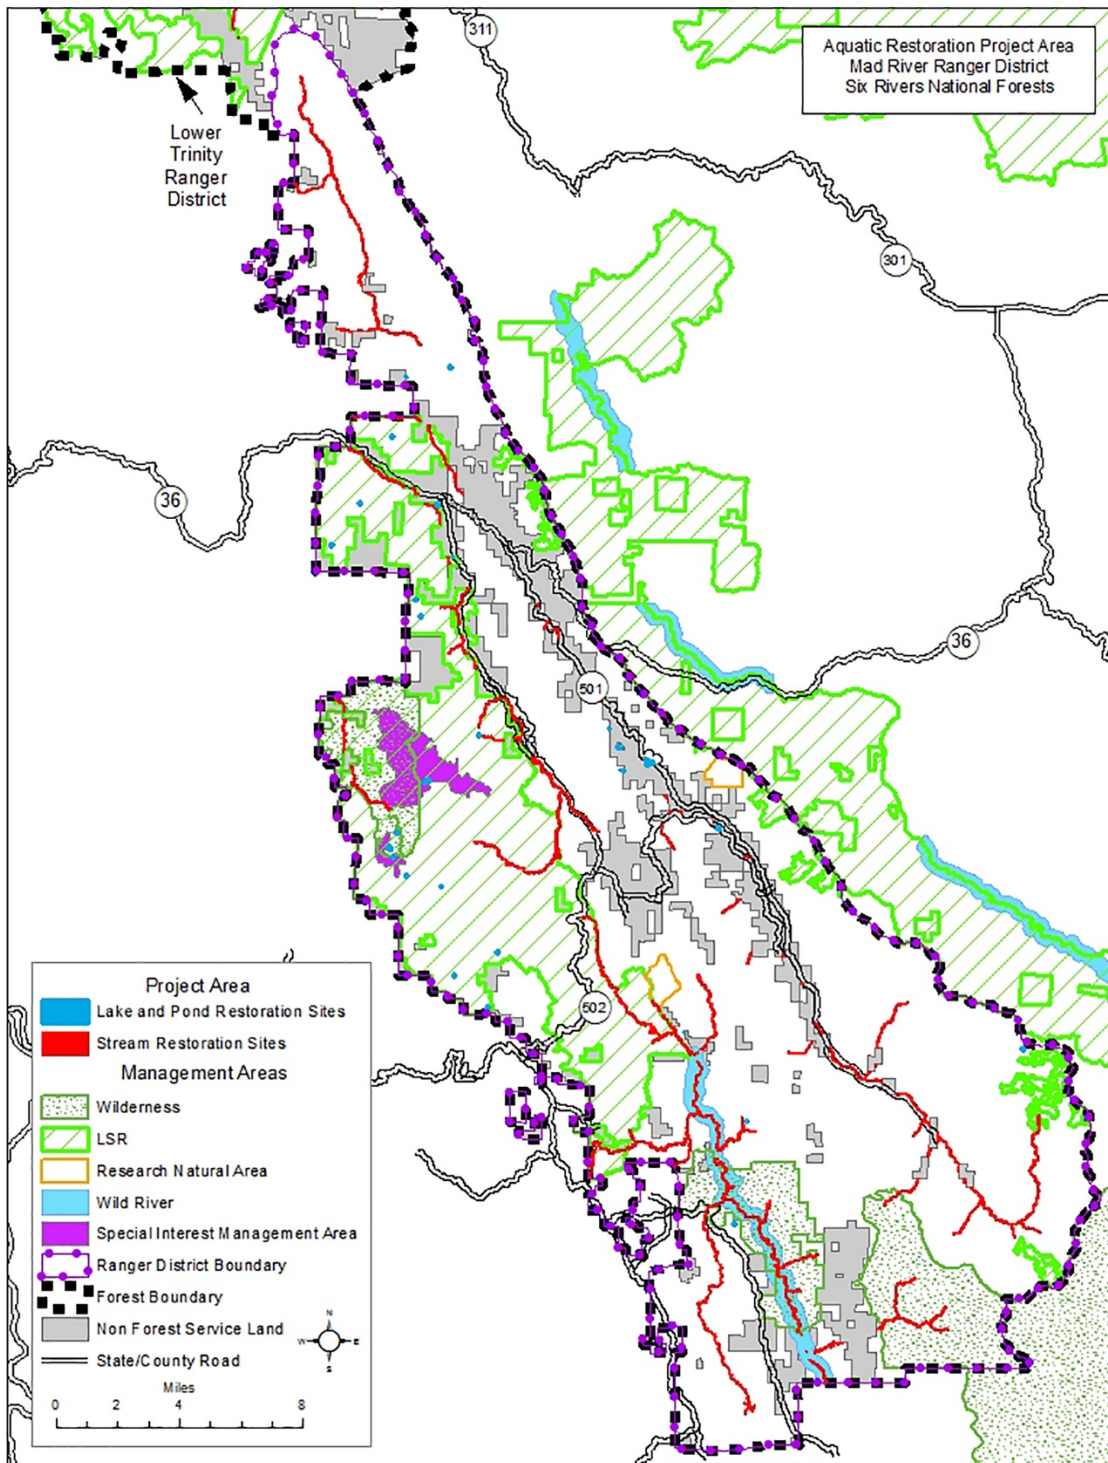 311
Aquatic Restoration Project Area
Mad River Ranger District
Six Rivers National Forests
Lower
Trinity
Ranger
District
301
36
36
501
502
Project Area
Lake and Pond Restoration Sites
Stream Restoration Sites
Management Areas
Wilderness
LSR
Research Natural Area
Wild River
Special Interest Management Area
Ranger District Boundary
Forest Boundary
Non Forest Service Land
State/County Road
N
W E
S
Miles
0 2 4 8